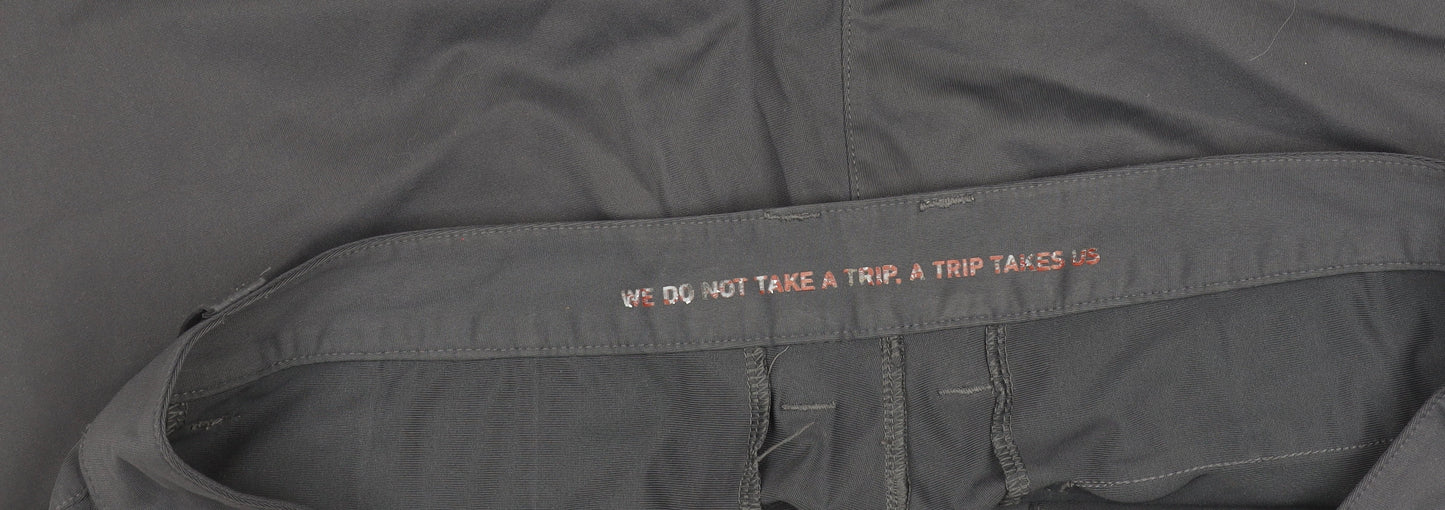 WE DO NOT TAKE A TRIP. A TRIP TAKES US